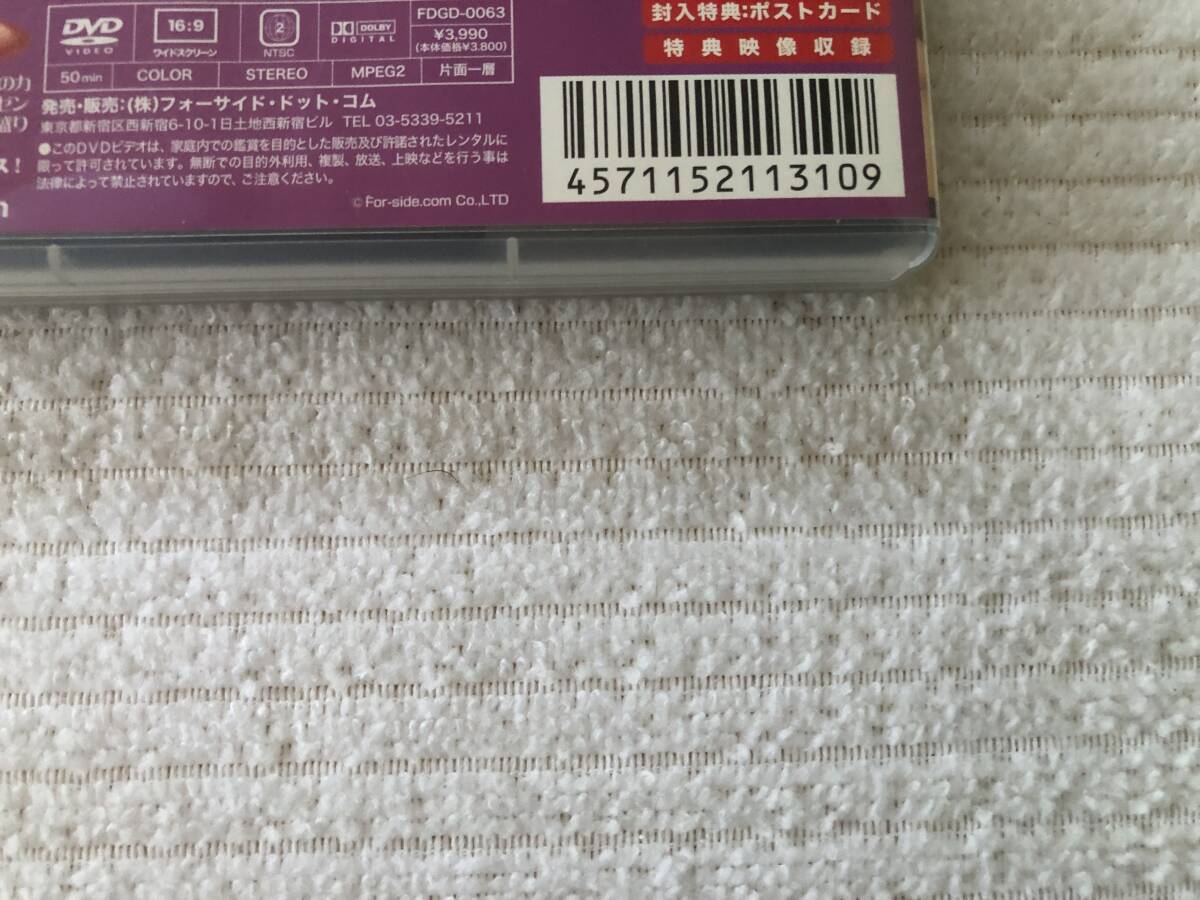 DVD
VIDEO
16:9
ワイドスクリーン
2
NTSC
DOLBY
DIGITAL
FDGD-0063
¥3,990
(本体価格¥3.800)
50min
COLOR
STEREO
MPEG2
片面一層
発売・販売:(株)フォーサイド・ドット・コム
東京都新宿区西新宿6-10-1日土地西新宿ビル TEL 03-5339-5211
●このDVDビデオは、家庭内での鑑賞を目的とした販売及び許諾されたレンタルに
限って許可されています。無断での目的外利用、複製、放送、上映などを行う事は
法律によって禁止されていますので、ご注意ください。
© For-side.com Co.,LTD
封入特典:ポストカード
特典映像収録
4571152113109
の力
セン
盛り
ス!